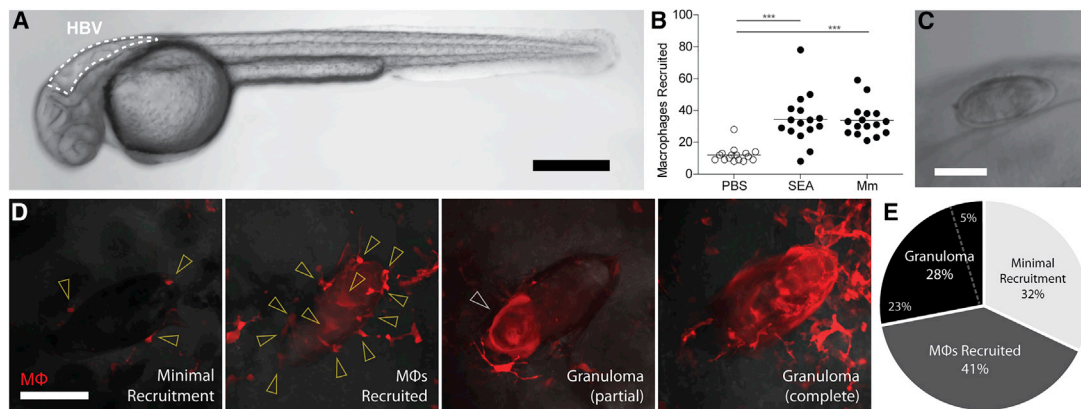 A
HBV
B
***
***
Macrophages Recruited
100
80
60
40
20
0
PBS
SEA
Mm
C
D
MΦ
Minimal
Recruitment
MΦs
Recruited
Granuloma
(partial)
Granuloma
(complete)
E
5%
Granuloma
28%
23%
Minimal
Recruitment
32%
MΦs Recruited
41%